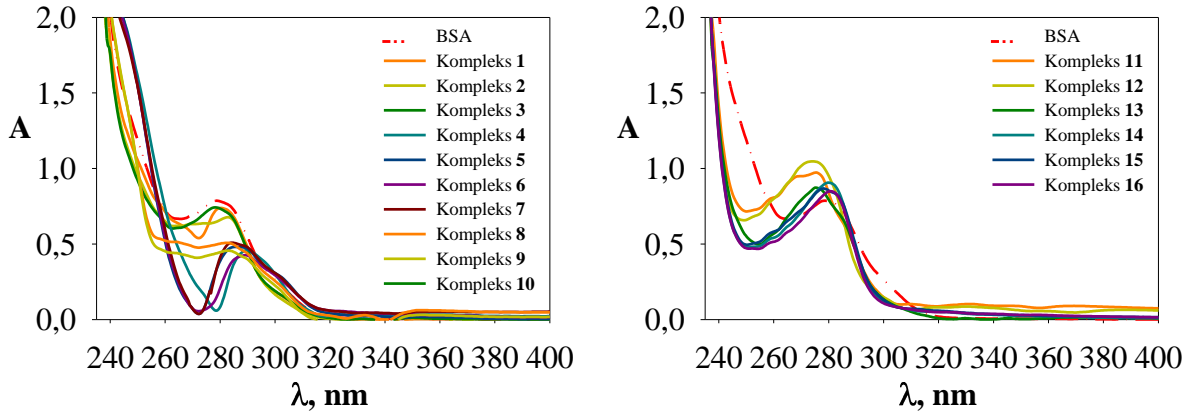 2,0
1,5
1,0
0,5
0,0
A
240 260 280 300 320 340 360 380 400
λ, nm
BSA
Kompleks 1
Kompleks 2
Kompleks 3
Kompleks 4
Kompleks 5
Kompleks 6
Kompleks 7
Kompleks 8
Kompleks 9
Kompleks 10
2,0
1,5
1,0
0,5
0,0
A
240 260 280 300 320 340 360 380 400
λ, nm
BSA
Kompleks 11
Kompleks 12
Kompleks 13
Kompleks 14
Kompleks 15
Kompleks 16